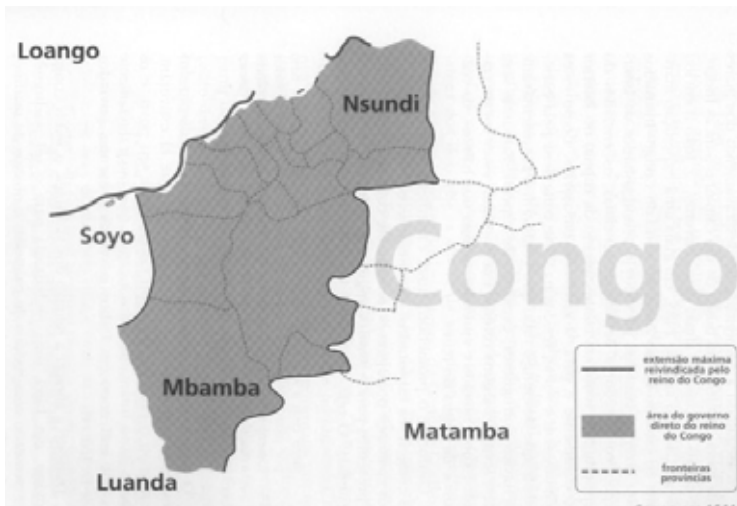 Loango
Nsundi
Soyo
Congo
Mbamba
Matamba
Luanda
extensão máxima
reivindicada pelo
reino do Congo
área do governo
direto do reino
do Congo
fronteiras
províncias